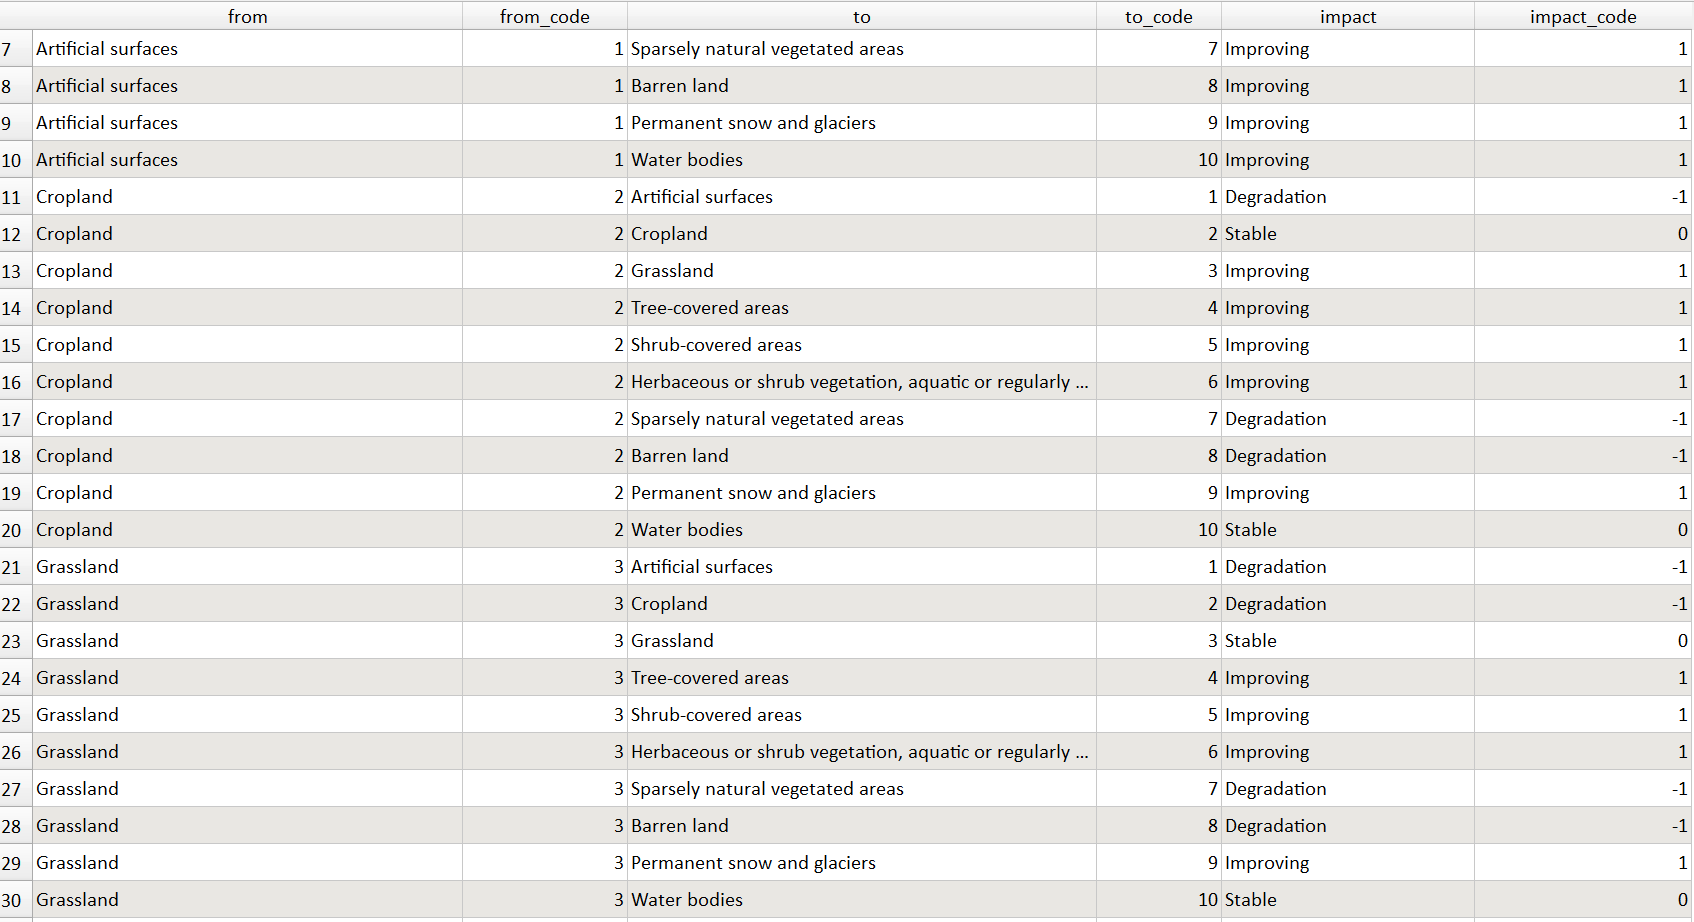 from from_code to to_code impact impact_code
7 Artificial surfaces 1 Sparsely natural vegetated areas 7 Improving 1
8 Artificial surfaces 1 Barren land 8 Improving 1
9 Artificial surfaces 1 Permanent snow and glaciers 9 Improving 1
10 Artificial surfaces 1 Water bodies 10 Improving 1
11 Cropland 2 Artificial surfaces 1 Degradation -1
12 Cropland 2 Cropland 2 Stable 0
13 Cropland 2 Grassland 3 Improving 1
14 Cropland 2 Tree-covered areas 4 Improving 1
15 Cropland 2 Shrub-covered areas 5 Improving 1
16 Cropland 2 Herbaceous or shrub vegetation, aquatic or regularly ... 6 Improving 1
17 Cropland 2 Sparsely natural vegetated areas 7 Degradation -1
18 Cropland 2 Barren land 8 Degradation -1
19 Cropland 2 Permanent snow and glaciers 9 Improving 1
20 Cropland 2 Water bodies 10 Stable 0
21 Grassland 3 Artificial surfaces 1 Degradation -1
22 Grassland 3 Cropland 2 Degradation -1
23 Grassland 3 Grassland 3 Stable 0
24 Grassland 3 Tree-covered areas 4 Improving 1
25 Grassland 3 Shrub-covered areas 5 Improving 1
26 Grassland 3 Herbaceous or shrub vegetation, aquatic or regularly ... 6 Improving 1
27 Grassland 3 Sparsely natural vegetated areas 7 Degradation -1
28 Grassland 3 Barren land 8 Degradation -1
29 Grassland 3 Permanent snow and glaciers 9 Improving 1
30 Grassland 3 Water bodies 10 Stable 0